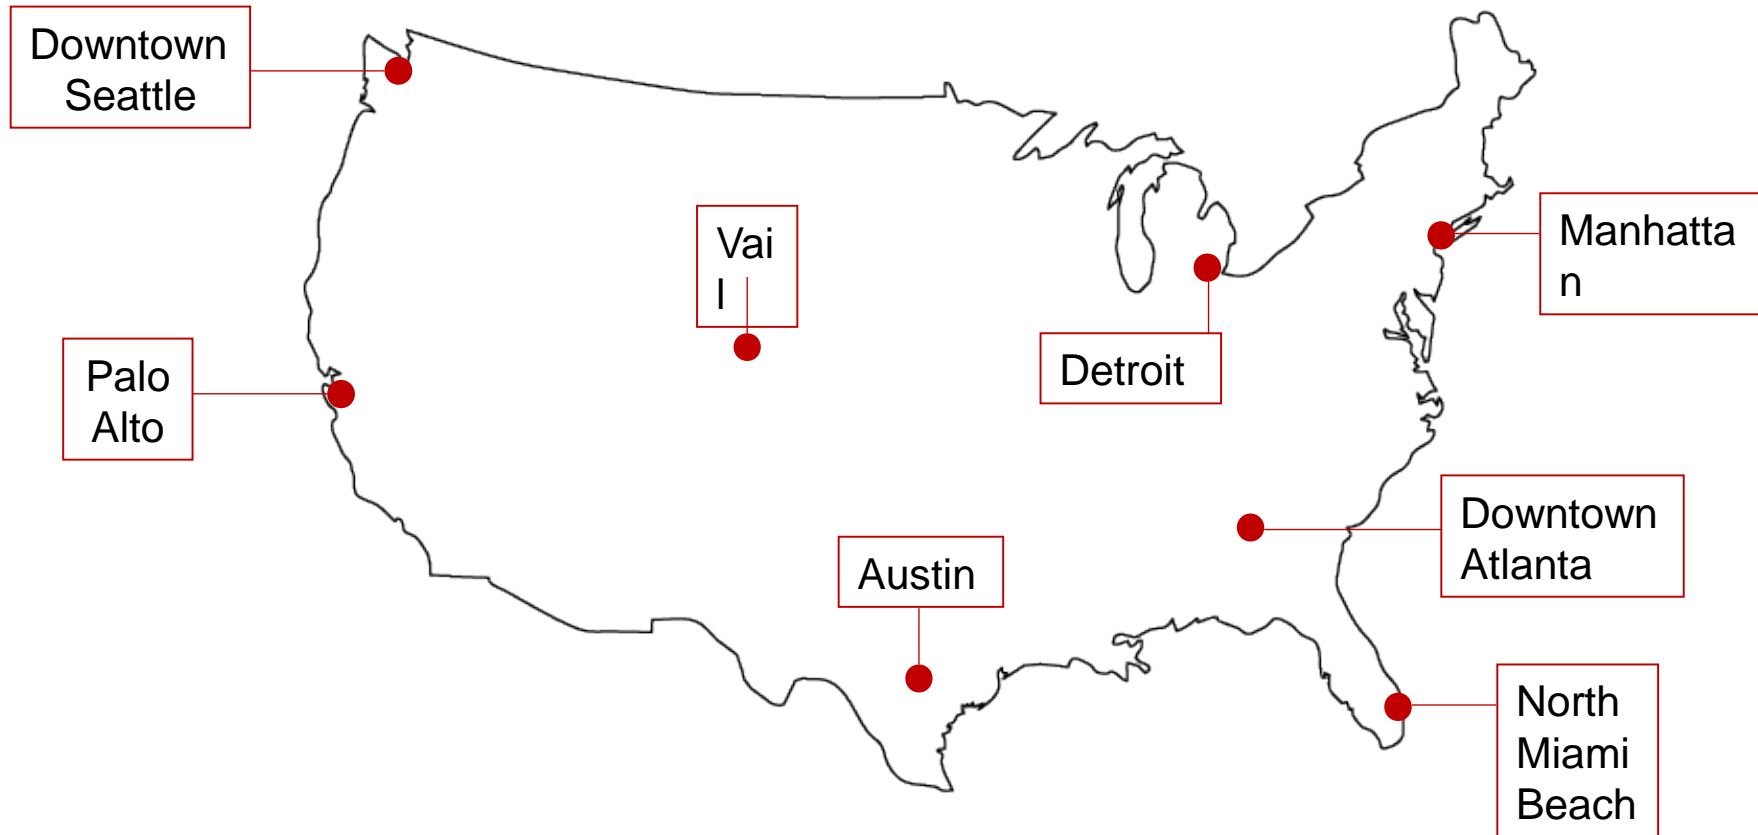 Downtown
Seattle
Vai
l
Manhatta
n
Palo
Alto
Detroit
Downtown
Atlanta
Austin
North
Miami
Beach